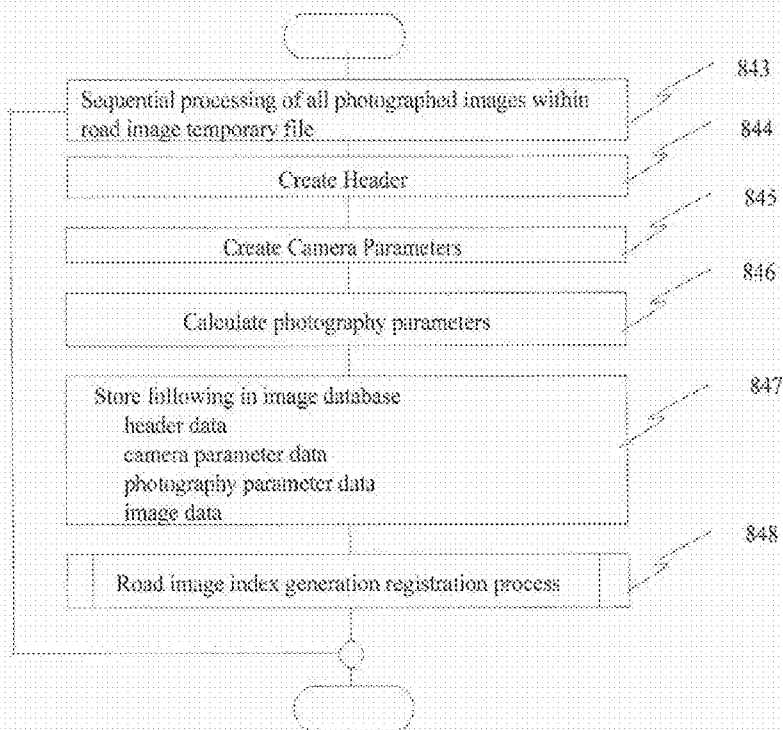 843
Sequential processing of all photographed images within
road image temporary file
844
Create Header
845
Create Camera Parameters
846
Calculate photography parameters
847
Store following in image database
header data
camera parameter data
photography parameter data
image data
848
Road image index generation registration process